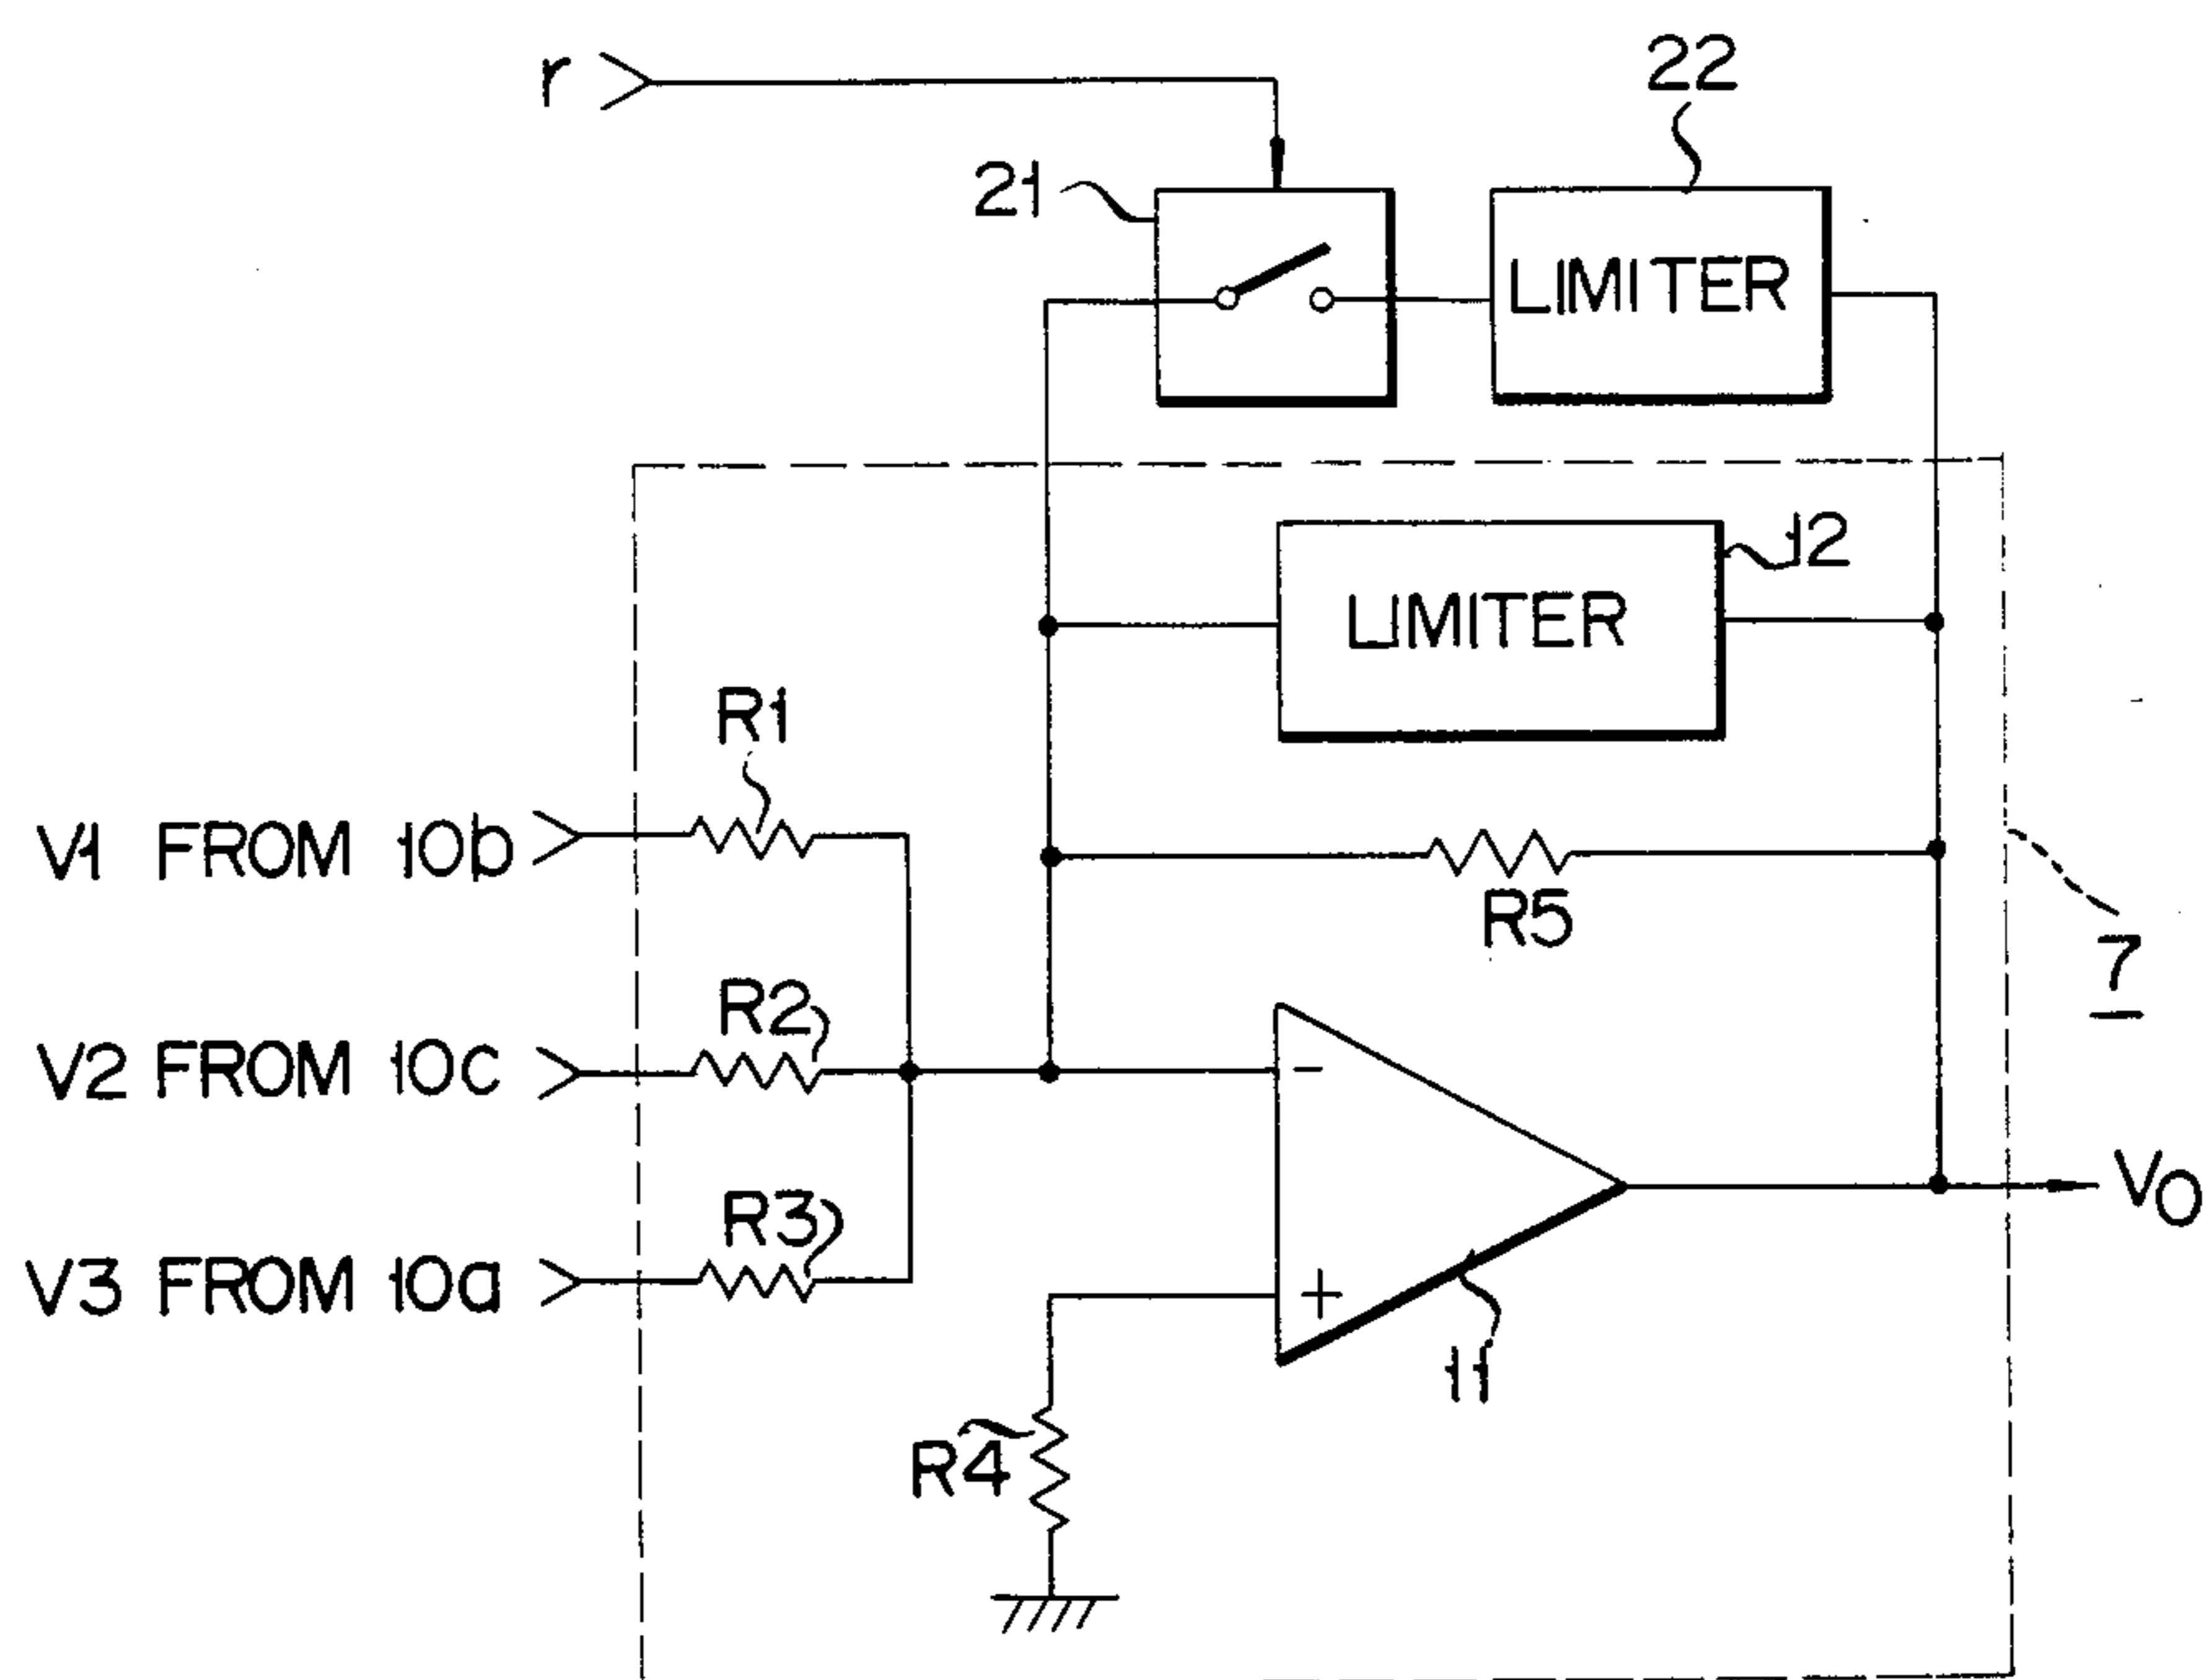 r
22
21
LIMITER
12
LIMITER
R1
V1 FROM 10b
R5
7
R2
V2 FROM 10c
-
R3
V3 FROM 10a
+
VO
11
R4